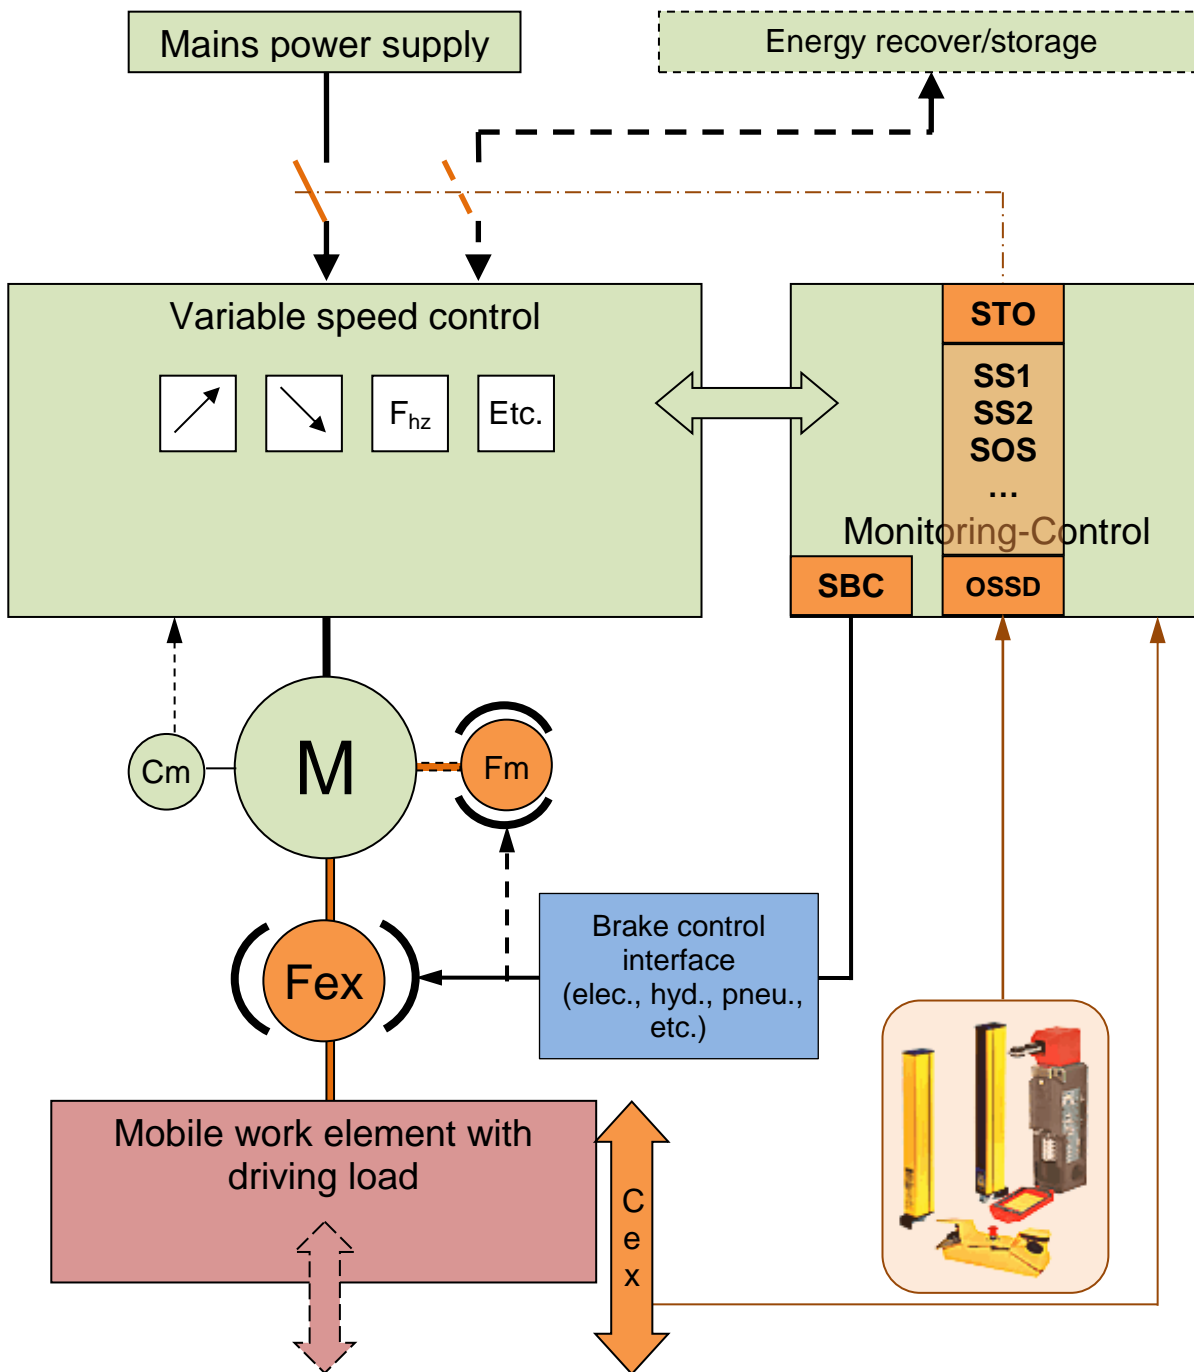 Mains power supply
Energy recover/storage
Variable speed control
Fhz
Etc.
STO
SS1
SS2
SOS
...
Monitoring-Control
SBC
OSSD
Cm
M
Fm
Fex
Brake control
interface
(elec., hyd., pneu.,
etc.)
Mobile work element with
driving load
C
e
x